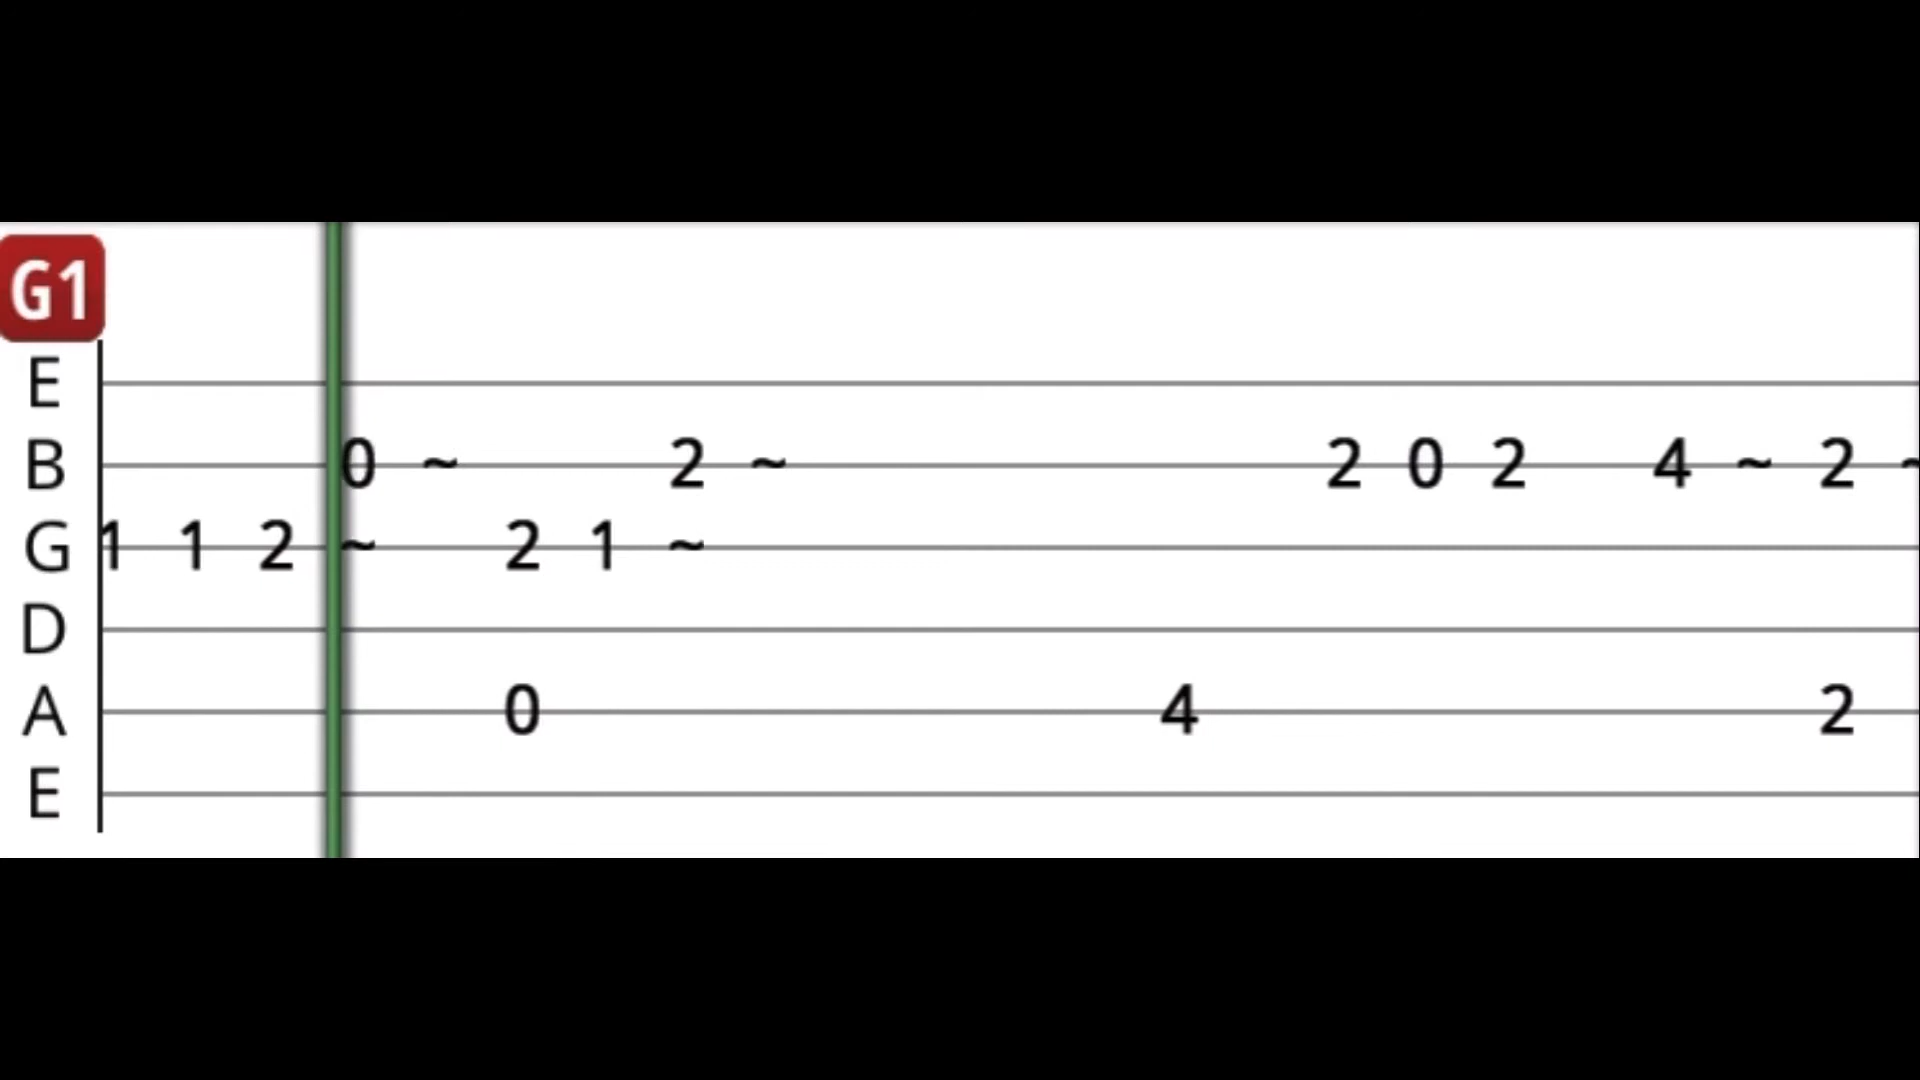 G1
E
B 0 ~ 2 ~ 2 0 2 4 ~ 2 ~
G 1 1 2 ~ 2 1 ~
D
A 0 4 2
E